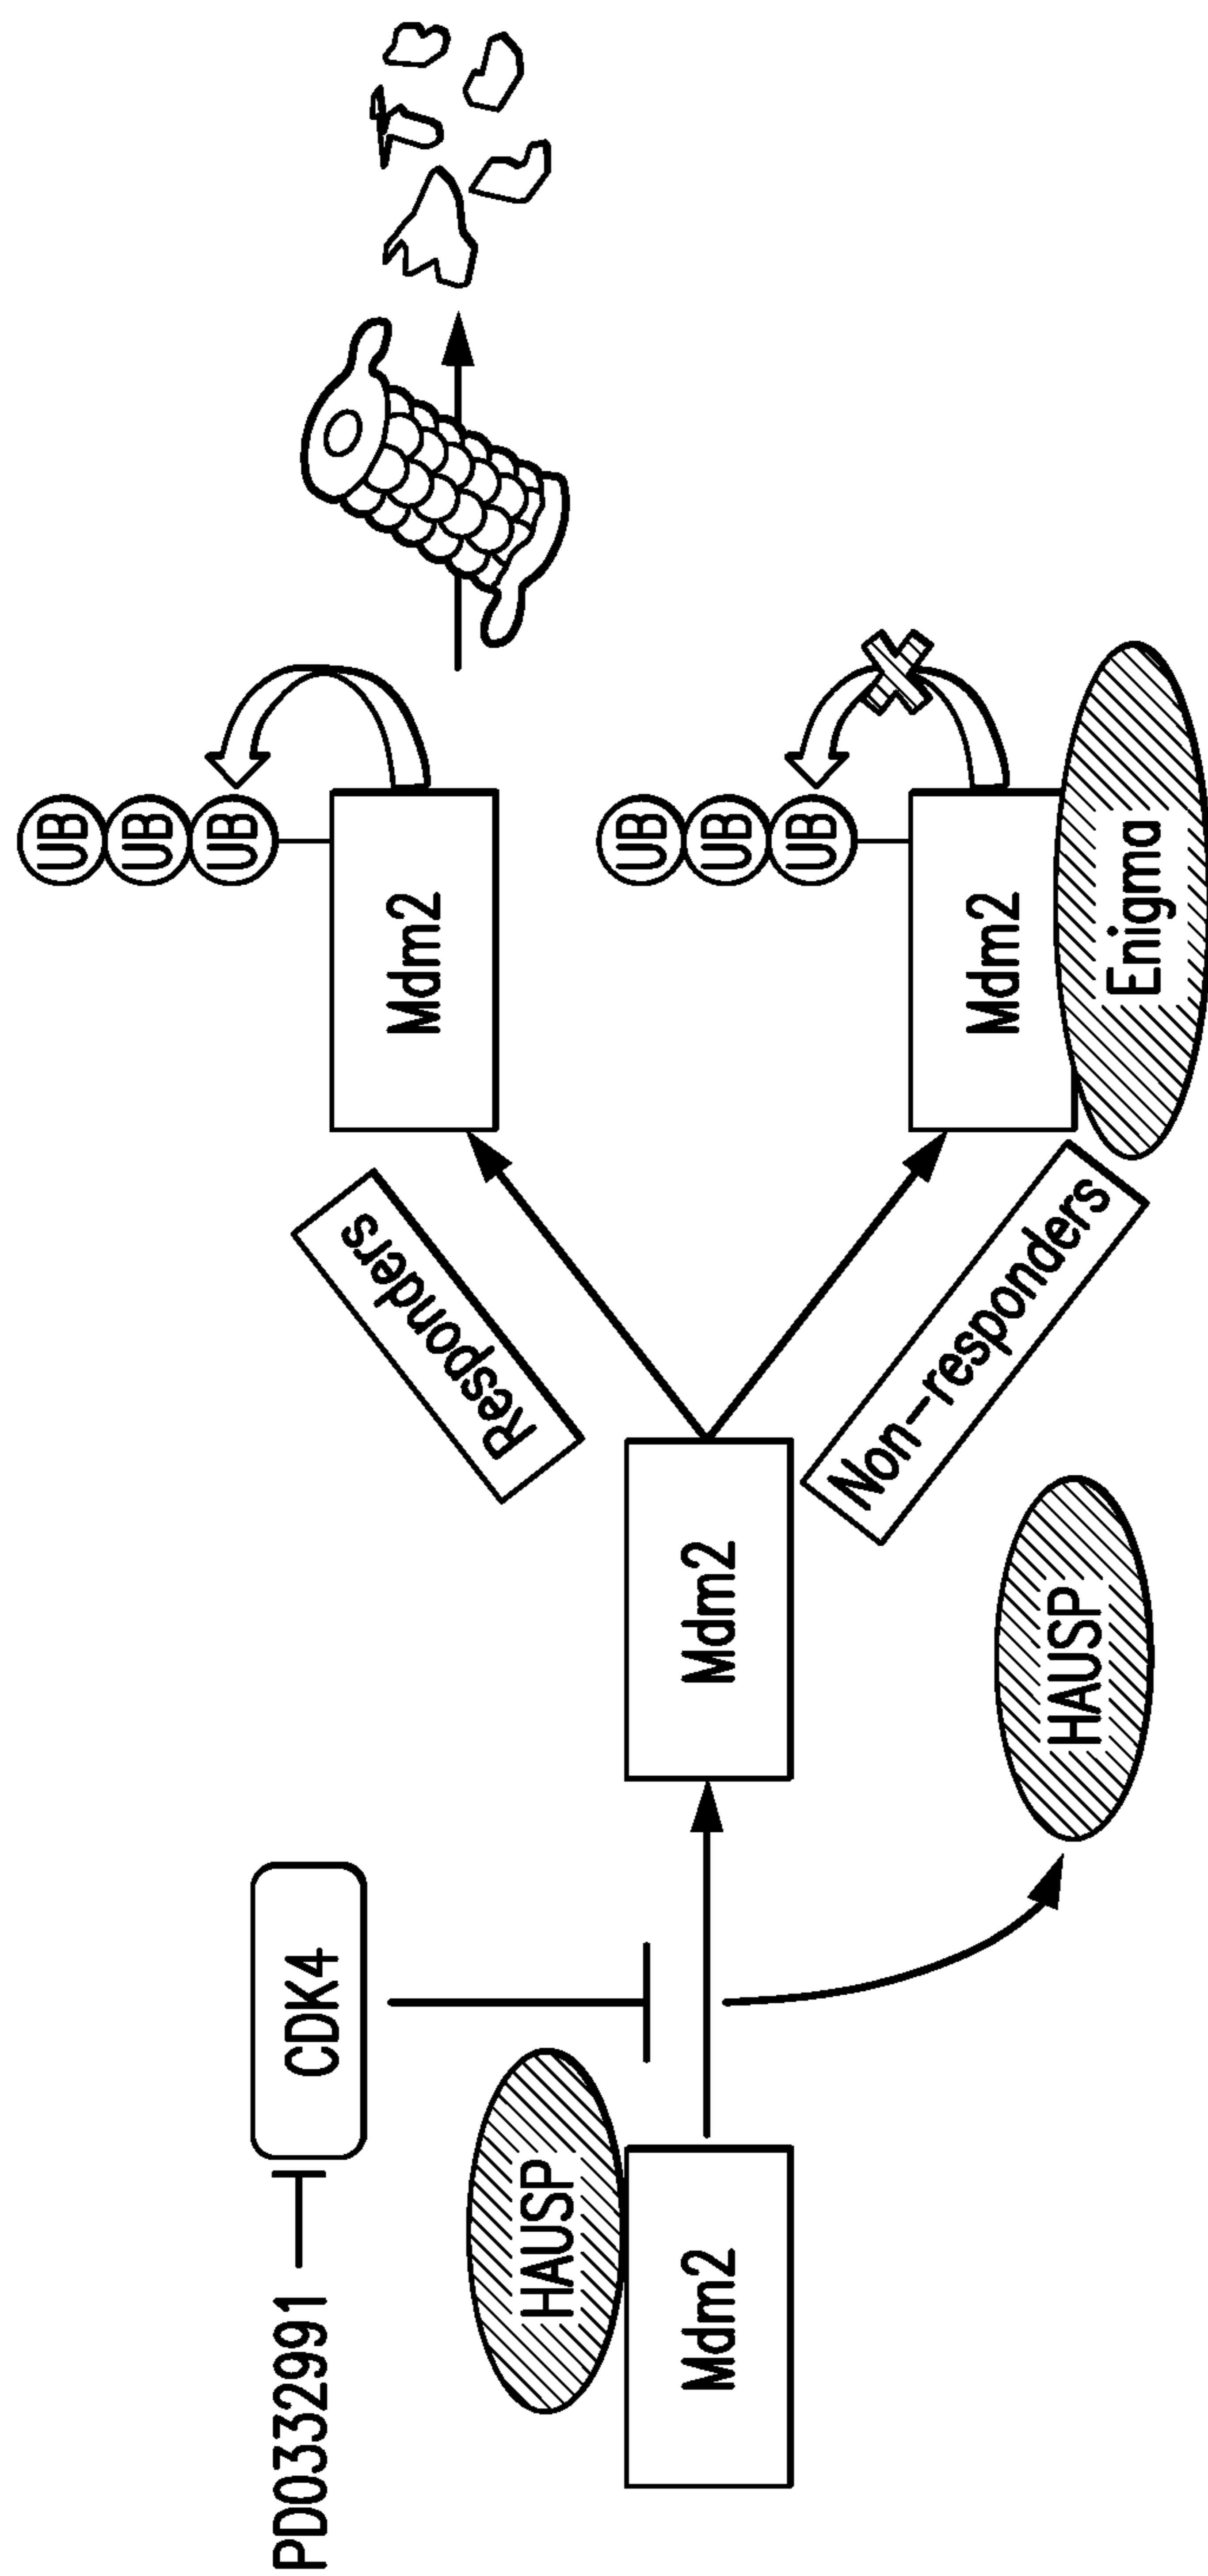 PD0332991
CDK4
HAUSP
Mdm2
Mdm2
HAUSP
Responders
Non-responders
UB
UB
UB
Mdm2
UB
UB
UB
Mdm2
Enigma